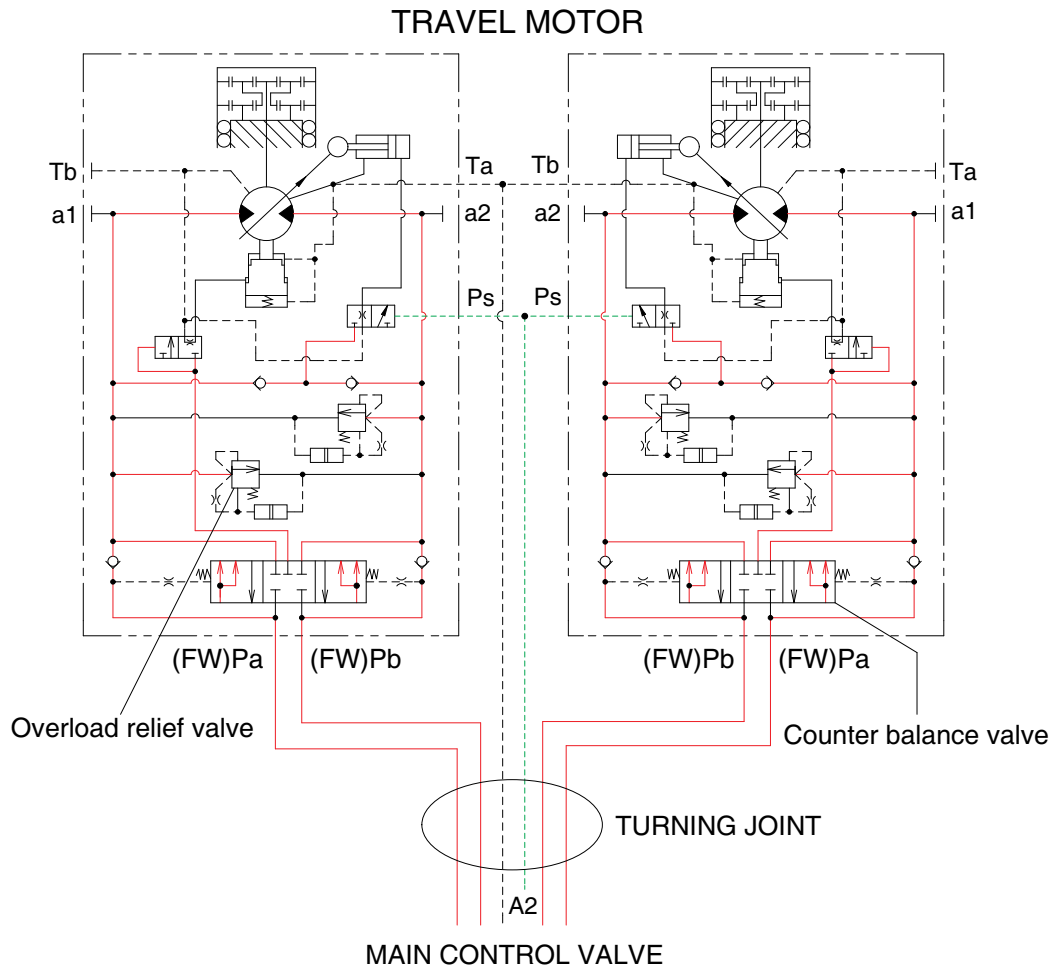 TRAVEL MOTOR
Tb
Ta
Tb
Ta
a1
a2
a2
a1
Ps
Ps
(FW)Pa
(FW)Pb
(FW)Pb
(FW)Pa
Overload relief valve
Counter balance valve
TURNING JOINT
A2
MAIN CONTROL VALVE